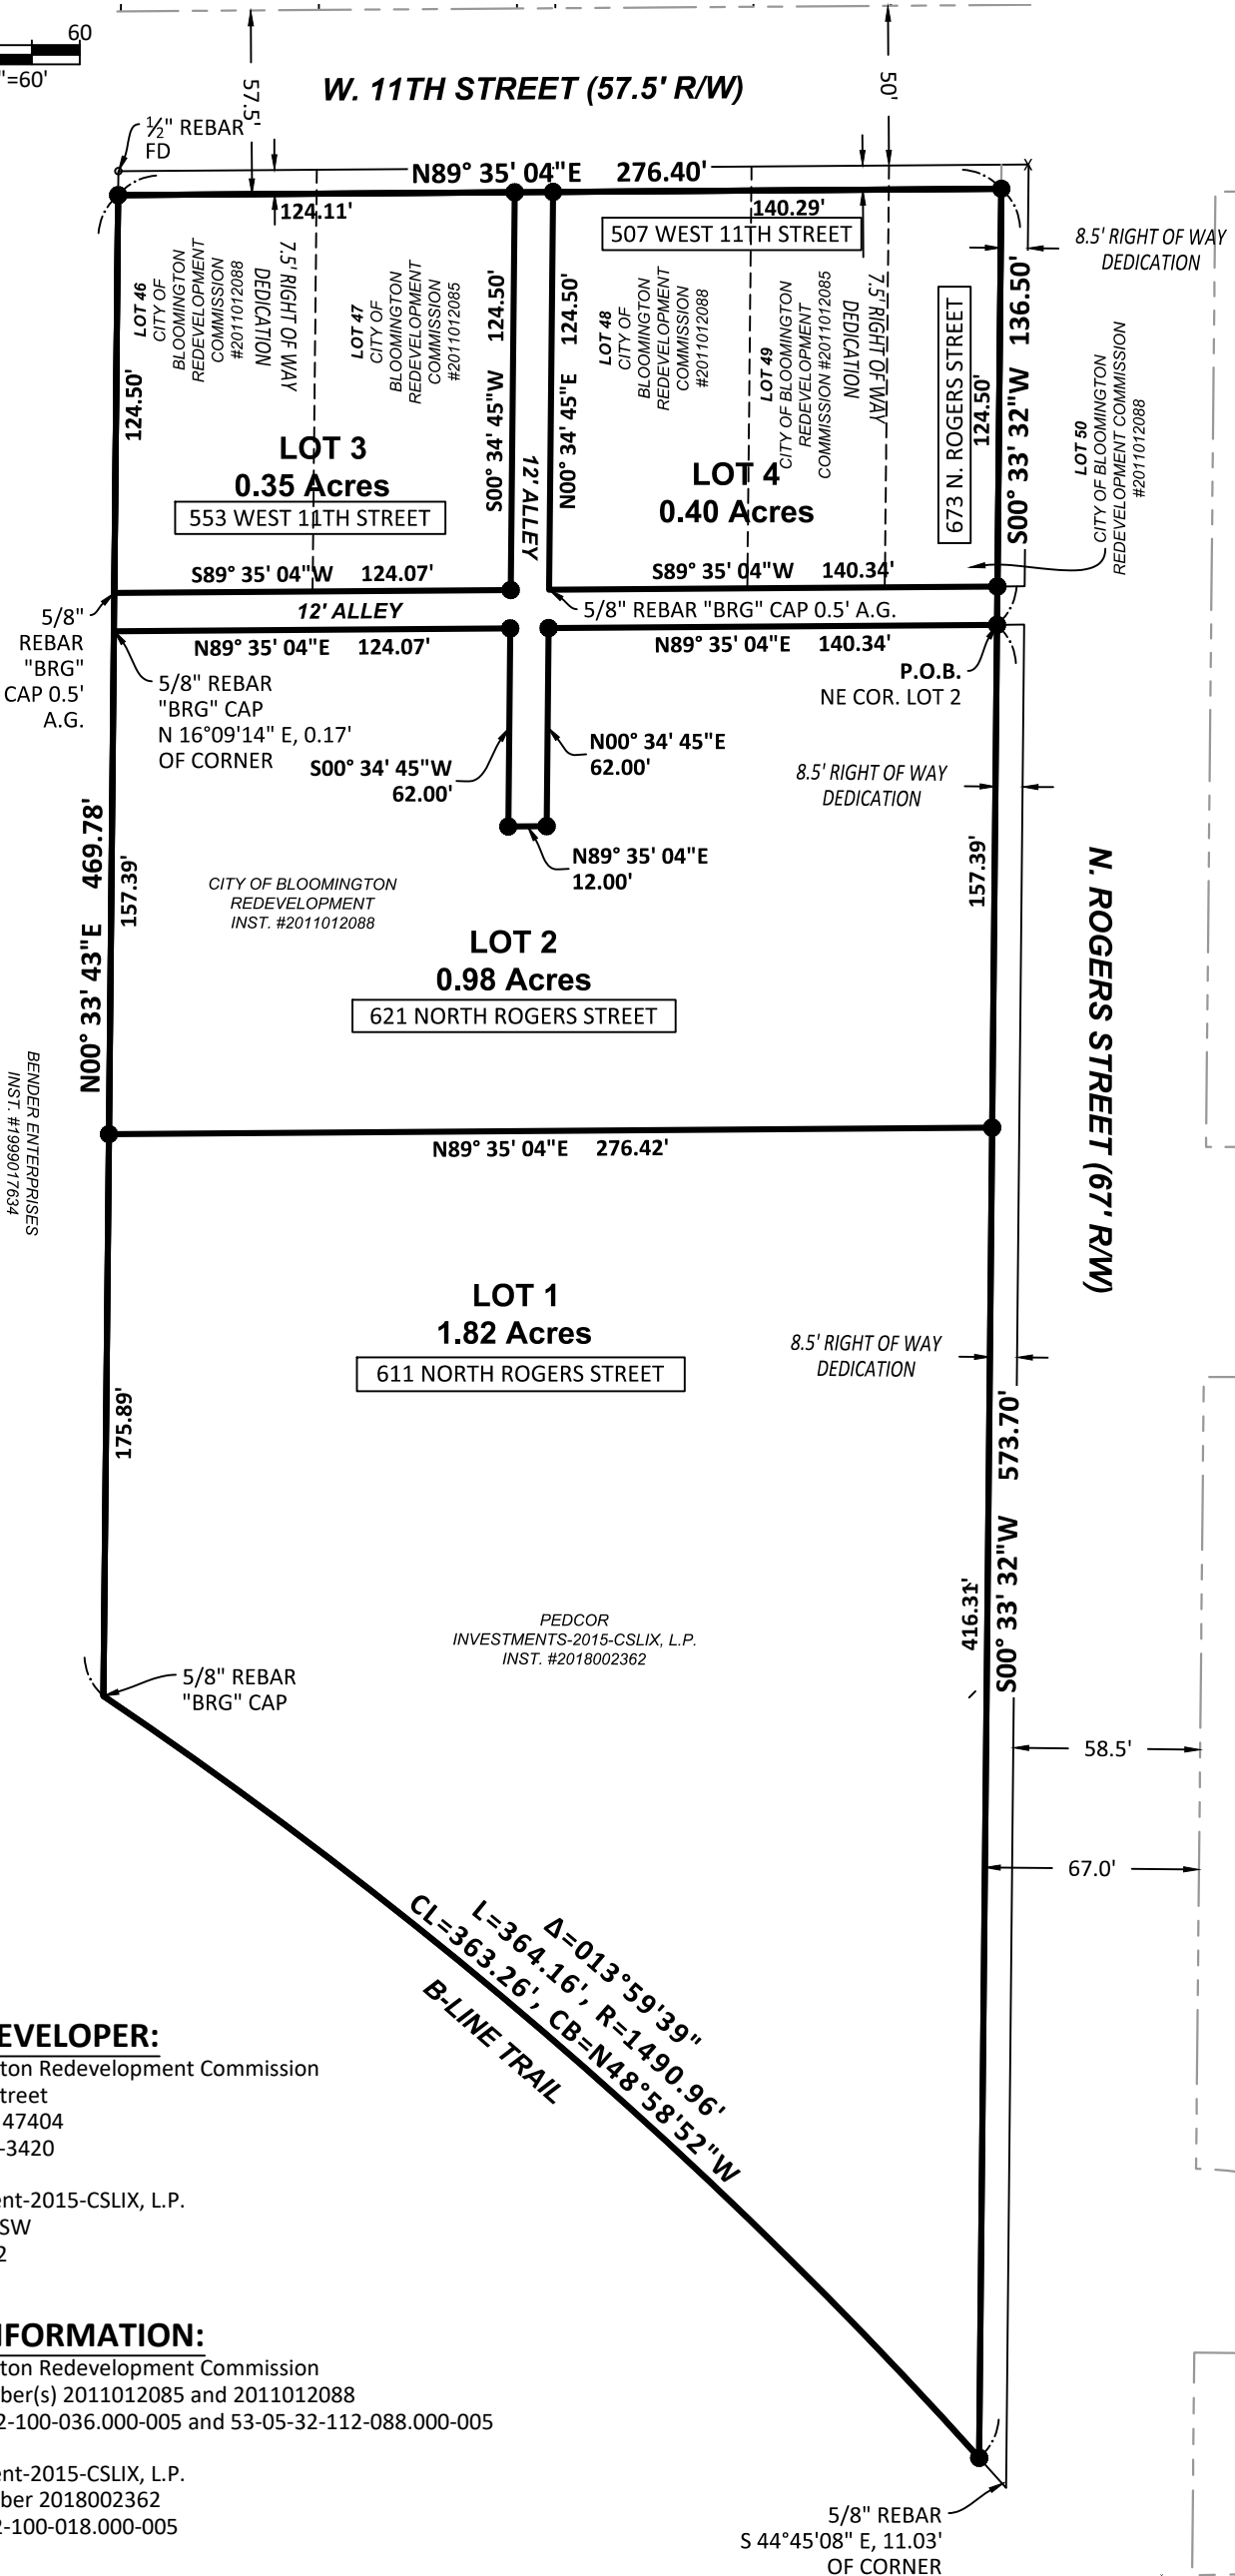 60
"=60'
W. 11TH STREET (57.5' R/W)
57.5'
50'
½" REBAR
FD
N89° 35' 04"E 276.40'
124.11'
140.29'
507 WEST 11TH STREET
8.5' RIGHT OF WAY
DEDICATION
LOT 46
CITY OF
BLOOMINGTON
REDEVELOPMENT
COMMISSION
#2011012088
7.5' RIGHT OF WAY
DEDICATION
LOT 47
CITY OF
BLOOMINGTON
REDEVELOPMENT
COMMISSION
#2011012085
S00° 34' 45"W 124.50'
12' ALLEY
N00° 34' 45"E 124.50'
LOT 48
CITY OF
BLOOMINGTON
REDEVELOPMENT
COMMISSION
#2011012088
LOT 49
CITY OF BLOOMINGTON
REDEVELOPMENT
COMMISSION #2011012085
7.5' RIGHT OF WAY
DEDICATION
673 N. ROGERS STREET
124.50'
S00° 33' 32"W 136.50'
LOT 50
CITY OF BLOOMINGTON
REDEVELOPMENT COMMISSION
#2011012088
124.50'
LOT 3
0.35 Acres
553 WEST 11TH STREET
LOT 4
0.40 Acres
S89° 35' 04"W 124.07'
S89° 35' 04"W 140.34'
12' ALLEY
5/8" REBAR "BRG" CAP 0.5' A.G.
5/8"
REBAR
"BRG"
CAP 0.5'
A.G.
N89° 35' 04"E 124.07'
N89° 35' 04"E 140.34'
5/8" REBAR
"BRG" CAP
N 16°09'14" E, 0.17'
OF CORNER
P.O.B.
NE COR. LOT 2
S00° 34' 45"W
62.00'
N00° 34' 45"E
62.00'
8.5' RIGHT OF WAY
DEDICATION
N89° 35' 04"E
12.00'
N00° 33' 43"E 469.78'
157.39'
157.39'
CITY OF BLOOMINGTON
REDEVELOPMENT
INST. #2011012088
LOT 2
0.98 Acres
621 NORTH ROGERS STREET
N. ROGERS STREET (67' R/W)
BENDER ENTERPRISES
INST. #1999017634
N89° 35' 04"E 276.42'
LOT 1
1.82 Acres
611 NORTH ROGERS STREET
8.5' RIGHT OF WAY
DEDICATION
175.89'
416.31'
S00° 33' 32"W 573.70'
PEDCOR
INVESTMENTS-2015-CSLIX, L.P.
INST. #2018002362
5/8" REBAR
"BRG" CAP
58.5'
67.0'
Δ=013°59'39"
L=364.16', R=1490.96'
CL=363.26', CB=N48°58'52"W
B-LINE TRAIL
EVELOPER:
ton Redevelopment Commission
treet
47404
-3420
ent-2015-CSLIX, L.P.
SW
2
NFORMATION:
ton Redevelopment Commission
ber(s) 2011012085 and 2011012088
2-100-036.000-005 and 53-05-32-112-088.000-005
ent-2015-CSLIX, L.P.
ber 2018002362
2-100-018.000-005
5/8" REBAR
S 44°45'08" E, 11.03'
OF CORNER